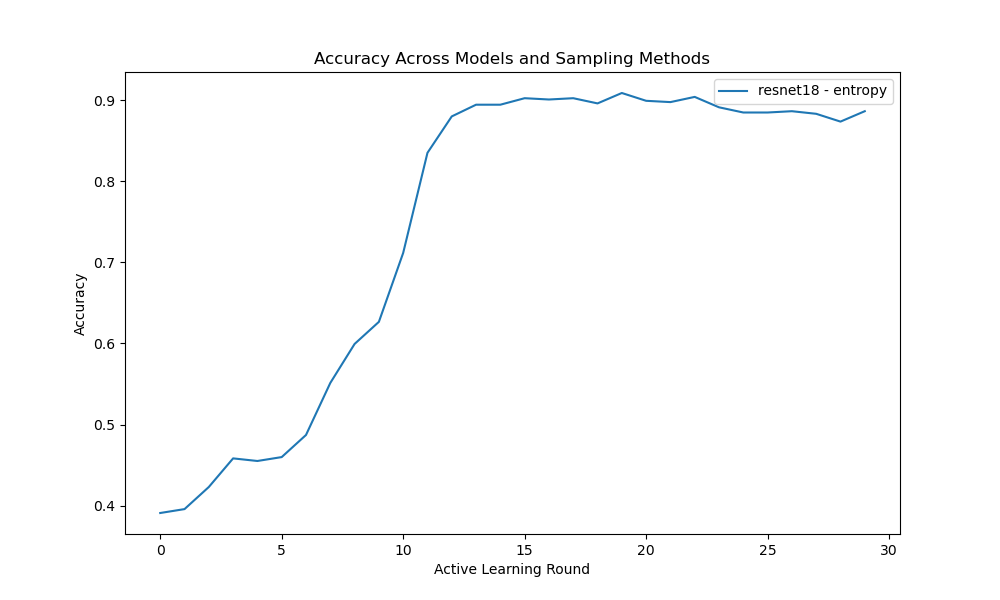 Accuracy Across Models and Sampling Methods
resnet18 - entropy
Accuracy
0.9
0.8
0.7
0.6
0.5
0.4
0 5 10 15 20 25 30
Active Learning Round